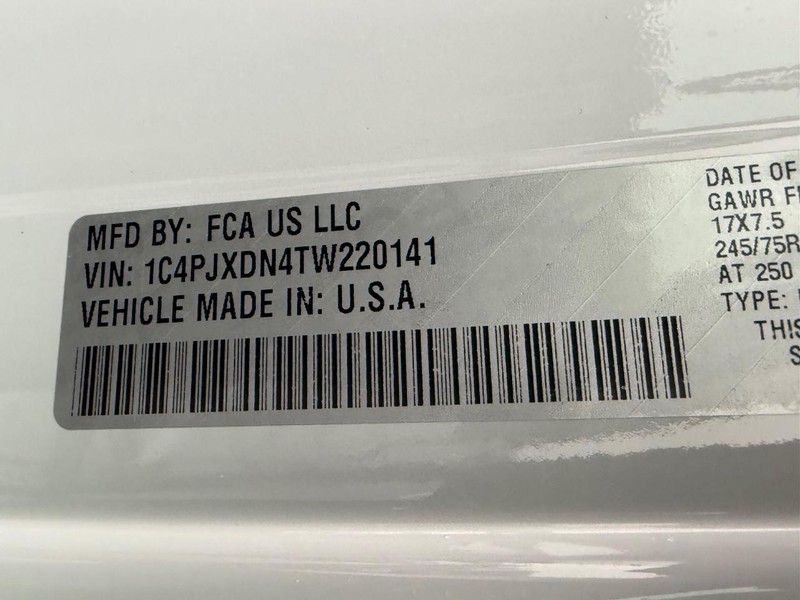 MFD BY: FCA US LLC
VIN: 1C4PJXDN4TW220141
VEHICLE MADE IN: U.S.A.
DATE OF
GAWR
17X7.5
245/75R
AT 250
TYPE:
THIS